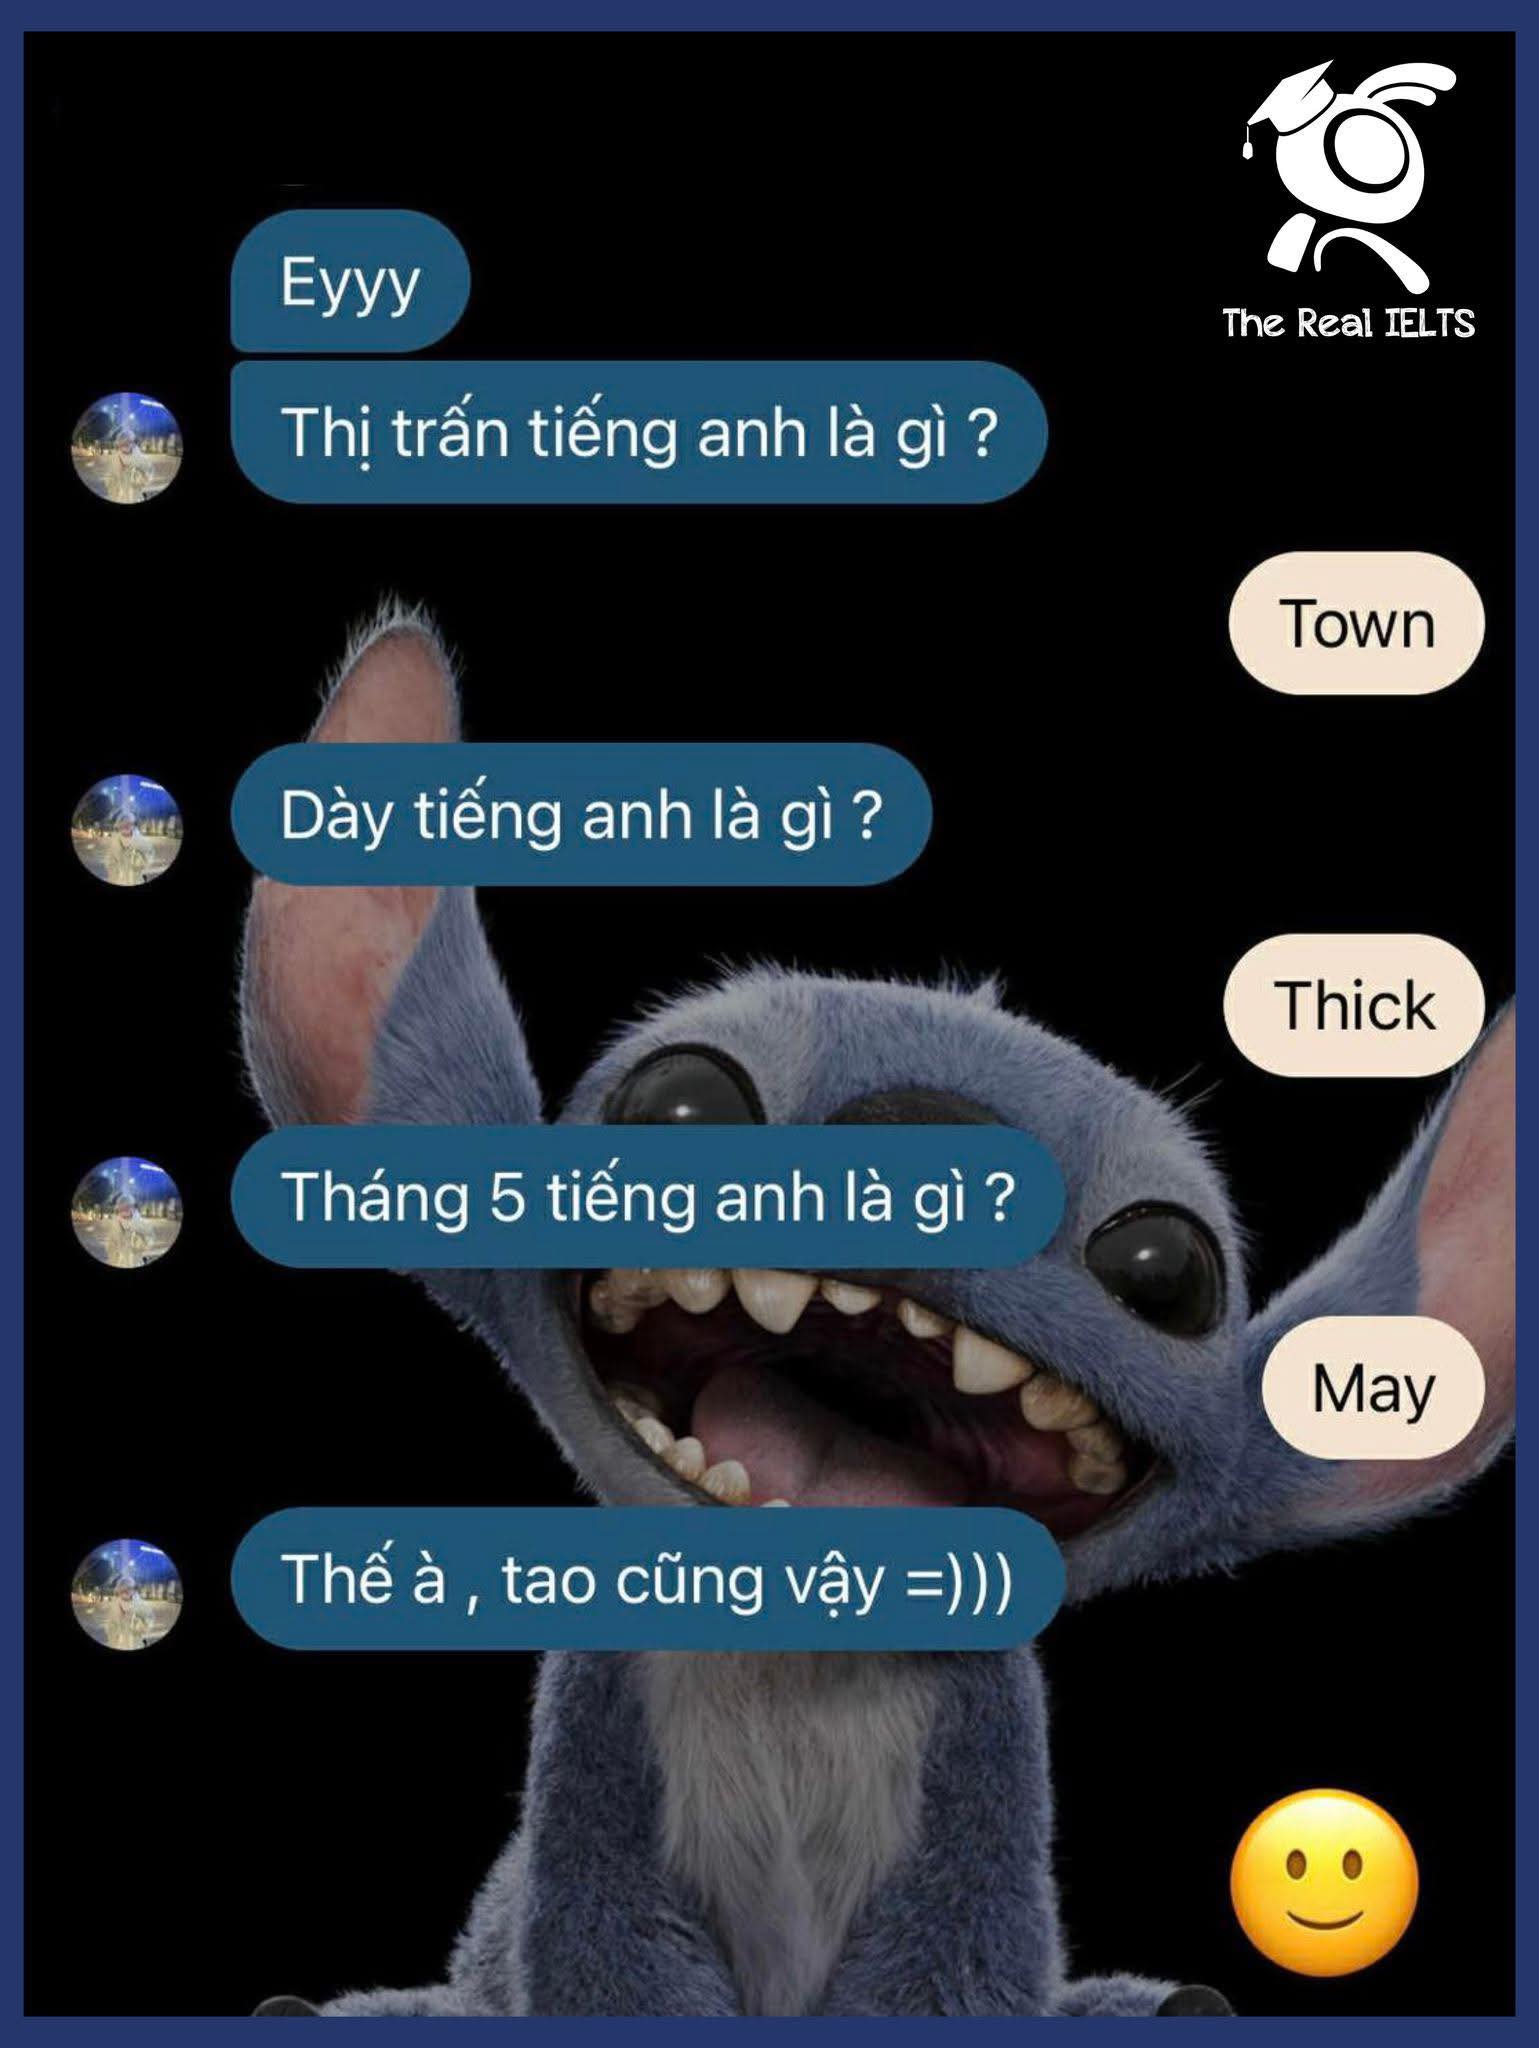 The Real IELTS
Eyyy
Thị trấn tiếng anh là gì ?
Town
Dày tiếng anh là gì ?
Thick
Tháng 5 tiếng anh là gì ?
May
Thế à , tao cũng vậy =)))